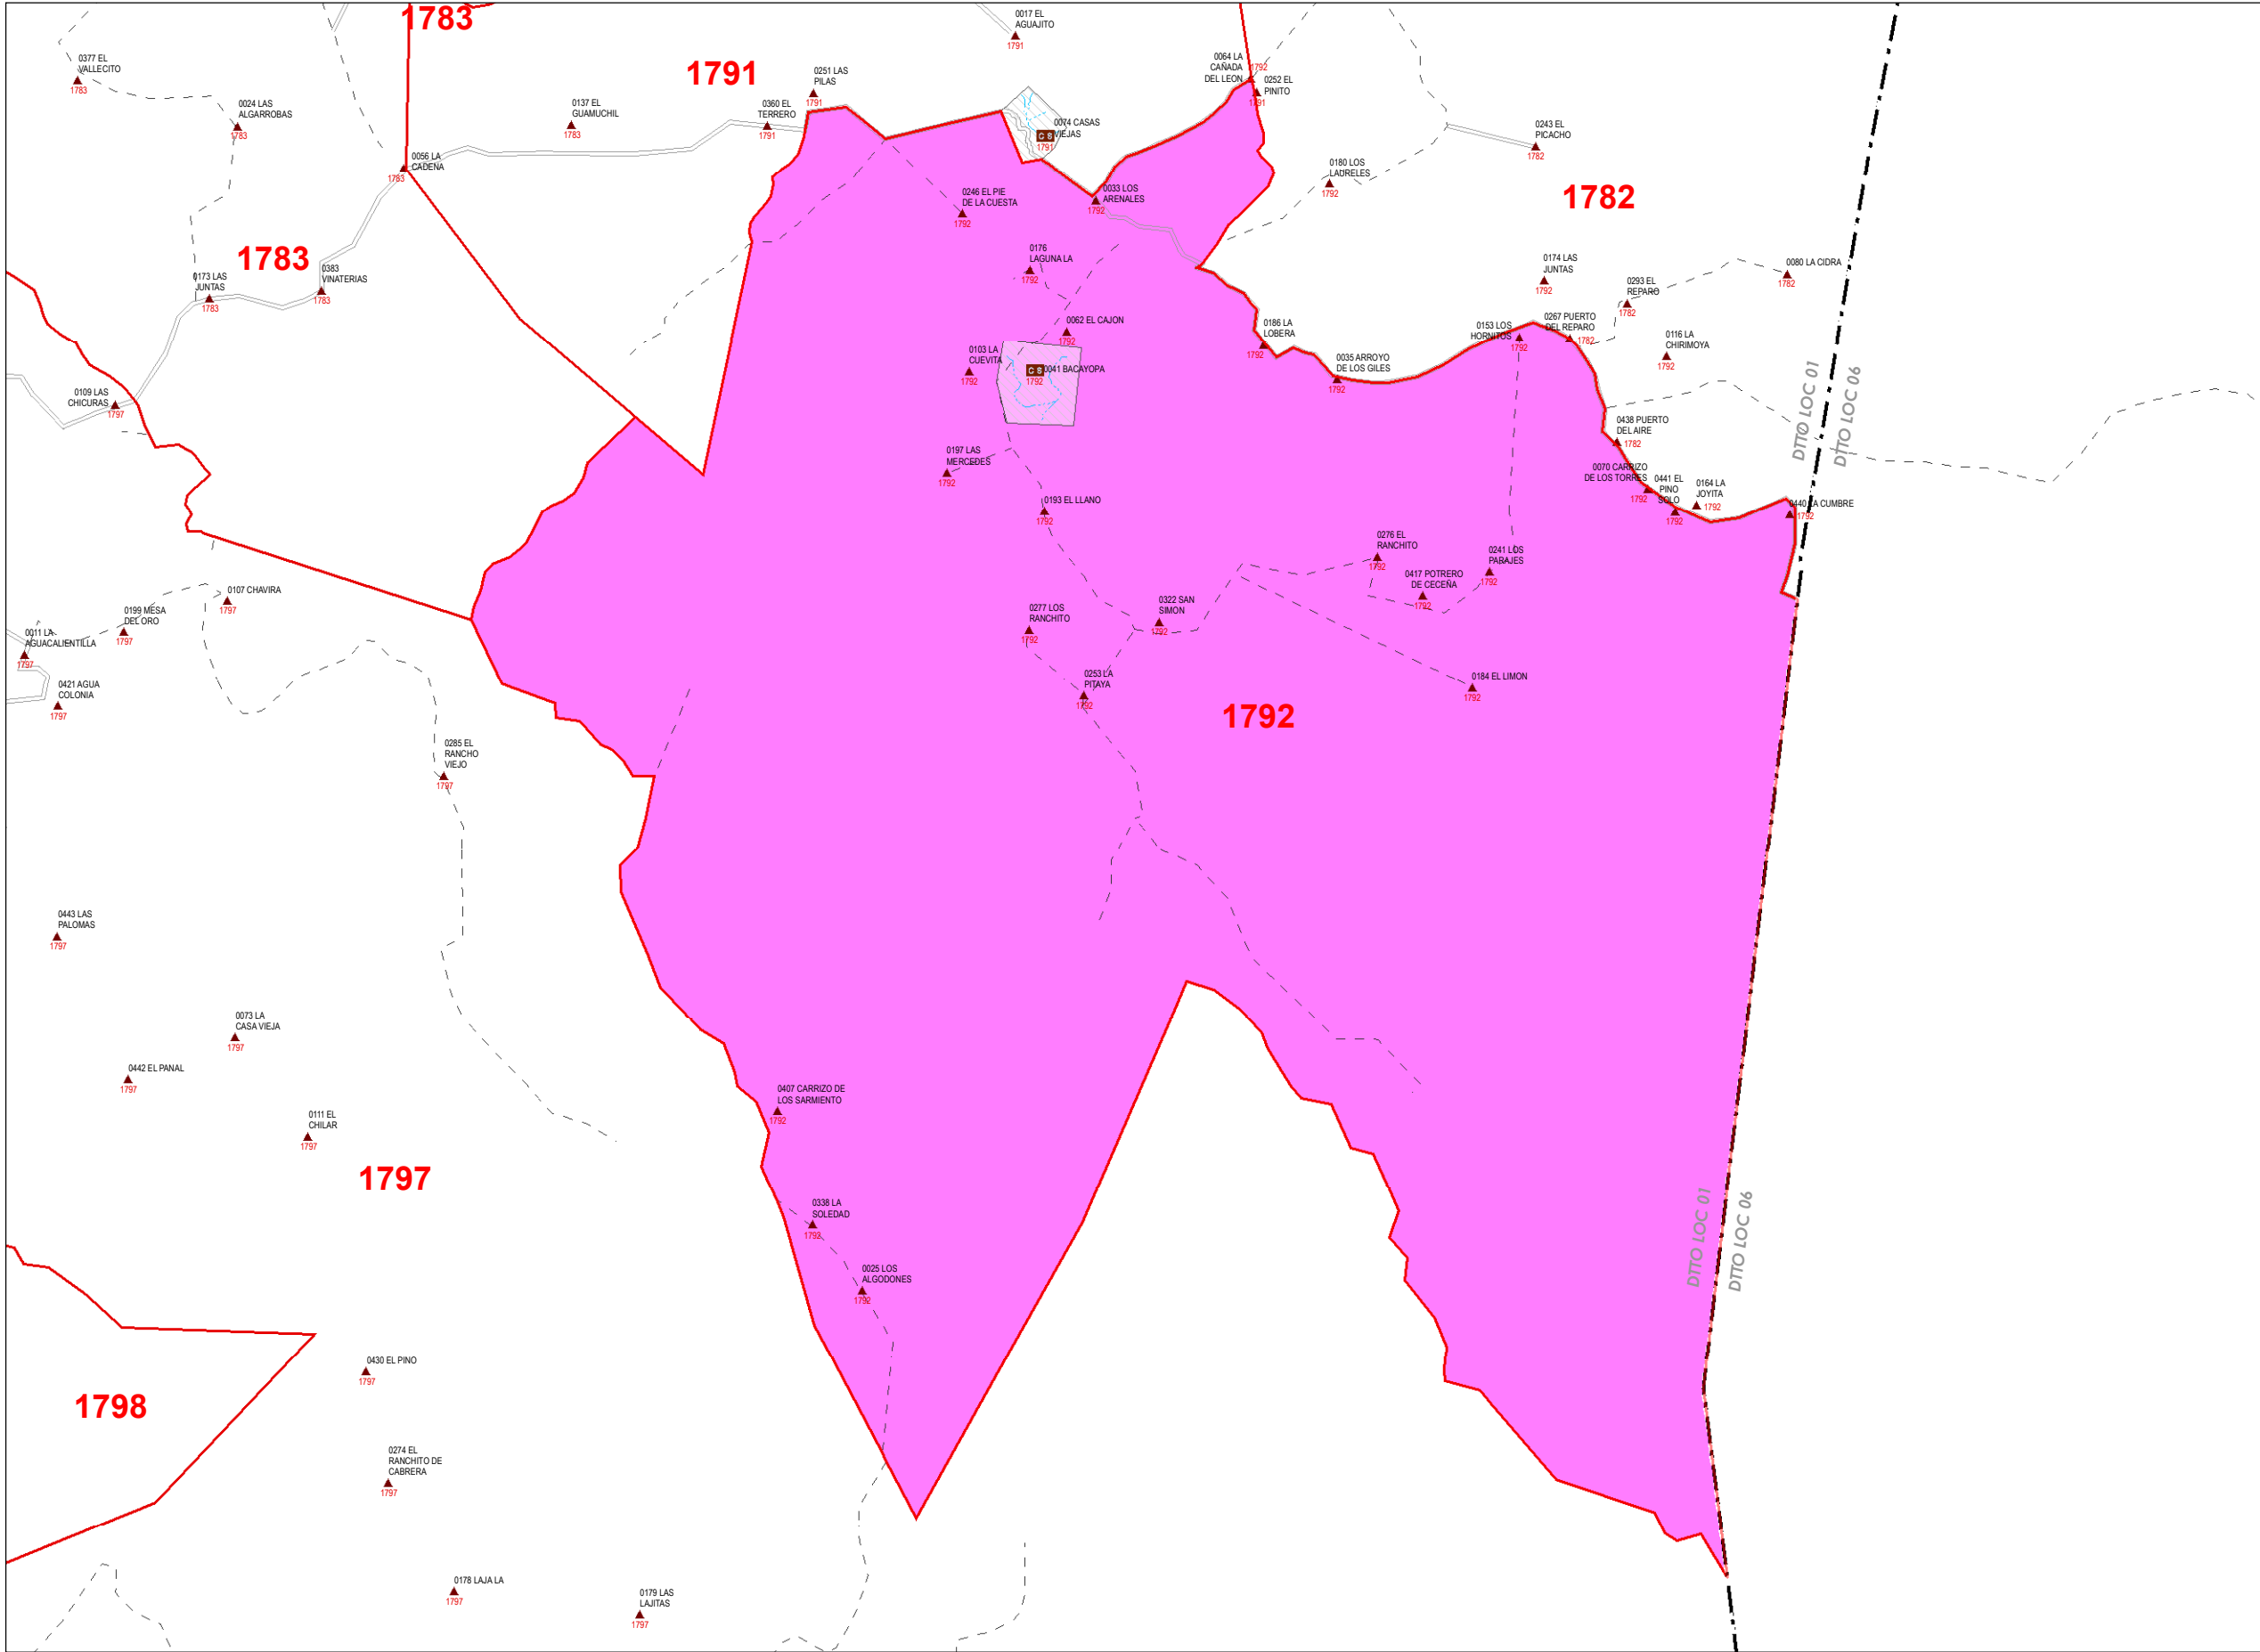 1783
0017 EL
AGUAJITO
1791
0377 EL
VALLECITO
1783
1791
0251 LAS
PILAS
1791
0064 LA
CAÑADA
DEL LEON
1792
0252 EL
PINITO
1791
0024 LAS
ALGARROBAS
1783
0137 EL
GUAMUCHIL
1783
0360 EL
TERRERO
1791
0074 CASAS
VIEJAS
C S
1791
0243 EL
PICACHO
1782
0056 LA
CADENA
1783
0180 LOS
LAURELES
1792
1782
0246 EL PIE
DE LA CUESTA
1792
0033 LOS
ARENALES
1792
1783
0173 LAS
JUNTAS
1783
0383
VINATERIAS
1783
0176
LAGUNA LA
1792
0174 LAS
JUNTAS
1792
0293 EL
REPARO
1782
0080 LA CIDRA
1782
0062 EL CAJON
1792
0186 LA
LOBERA
1792
0153 LOS
HORNITOS
1792
0267 PUERTO
DEL REPARO
1782
0116 LA
CHIRIMOYA
1792
0103 LA
CUEVITA
1792
C S
0041 BACAYOPA
1792
0035 ARROYO
DE LOS GILES
1792
0109 LAS
CHICURAS
1797
DTTO LOC 01
DTTO LOC 06
0438 PUERTO
DEL AIRE
1782
0197 LAS
MERCEDES
1792
0070 CARRIZO
DE LOS TORRES
1792
0441 EL
PINO
SOLO
1792
0164 LA
JOYITA
1792
0440 LA CUMBRE
1792
0193 EL LLANO
1792
0276 EL
RANCHITO
1792
0241 LOS
PARAJES
1792
0417 POTRERO
DE CECEÑA
1792
0107 CHAVIRA
1797
0199 MESA
DEL ORO
1797
0011 LA
AGUACALIENTILLA
1797
0277 LOS
RANCHITO
1792
0322 SAN
SIMON
1792
0421 AGUA
COLONIA
1797
0253 LA
PITAYA
1792
0184 EL LIMON
1792
1792
0285 EL
RANCHO
VIEJO
1797
0443 LAS
PALOMAS
1797
0073 LA
CASA VIEJA
1797
0442 EL PANAL
1797
0407 CARRIZO DE
LOS SARMIENTO
1792
0111 EL
CHILAR
1797
1797
0338 LA
SOLEDAD
1792
DTTO LOC 01
DTTO LOC 06
0025 LOS
ALGODONES
1792
0430 EL PINO
1797
1798
0274 EL
RANCHITO DE
CABRERA
1797
0178 LAJA LA
1797
0179 LAS
LAJITAS
1797